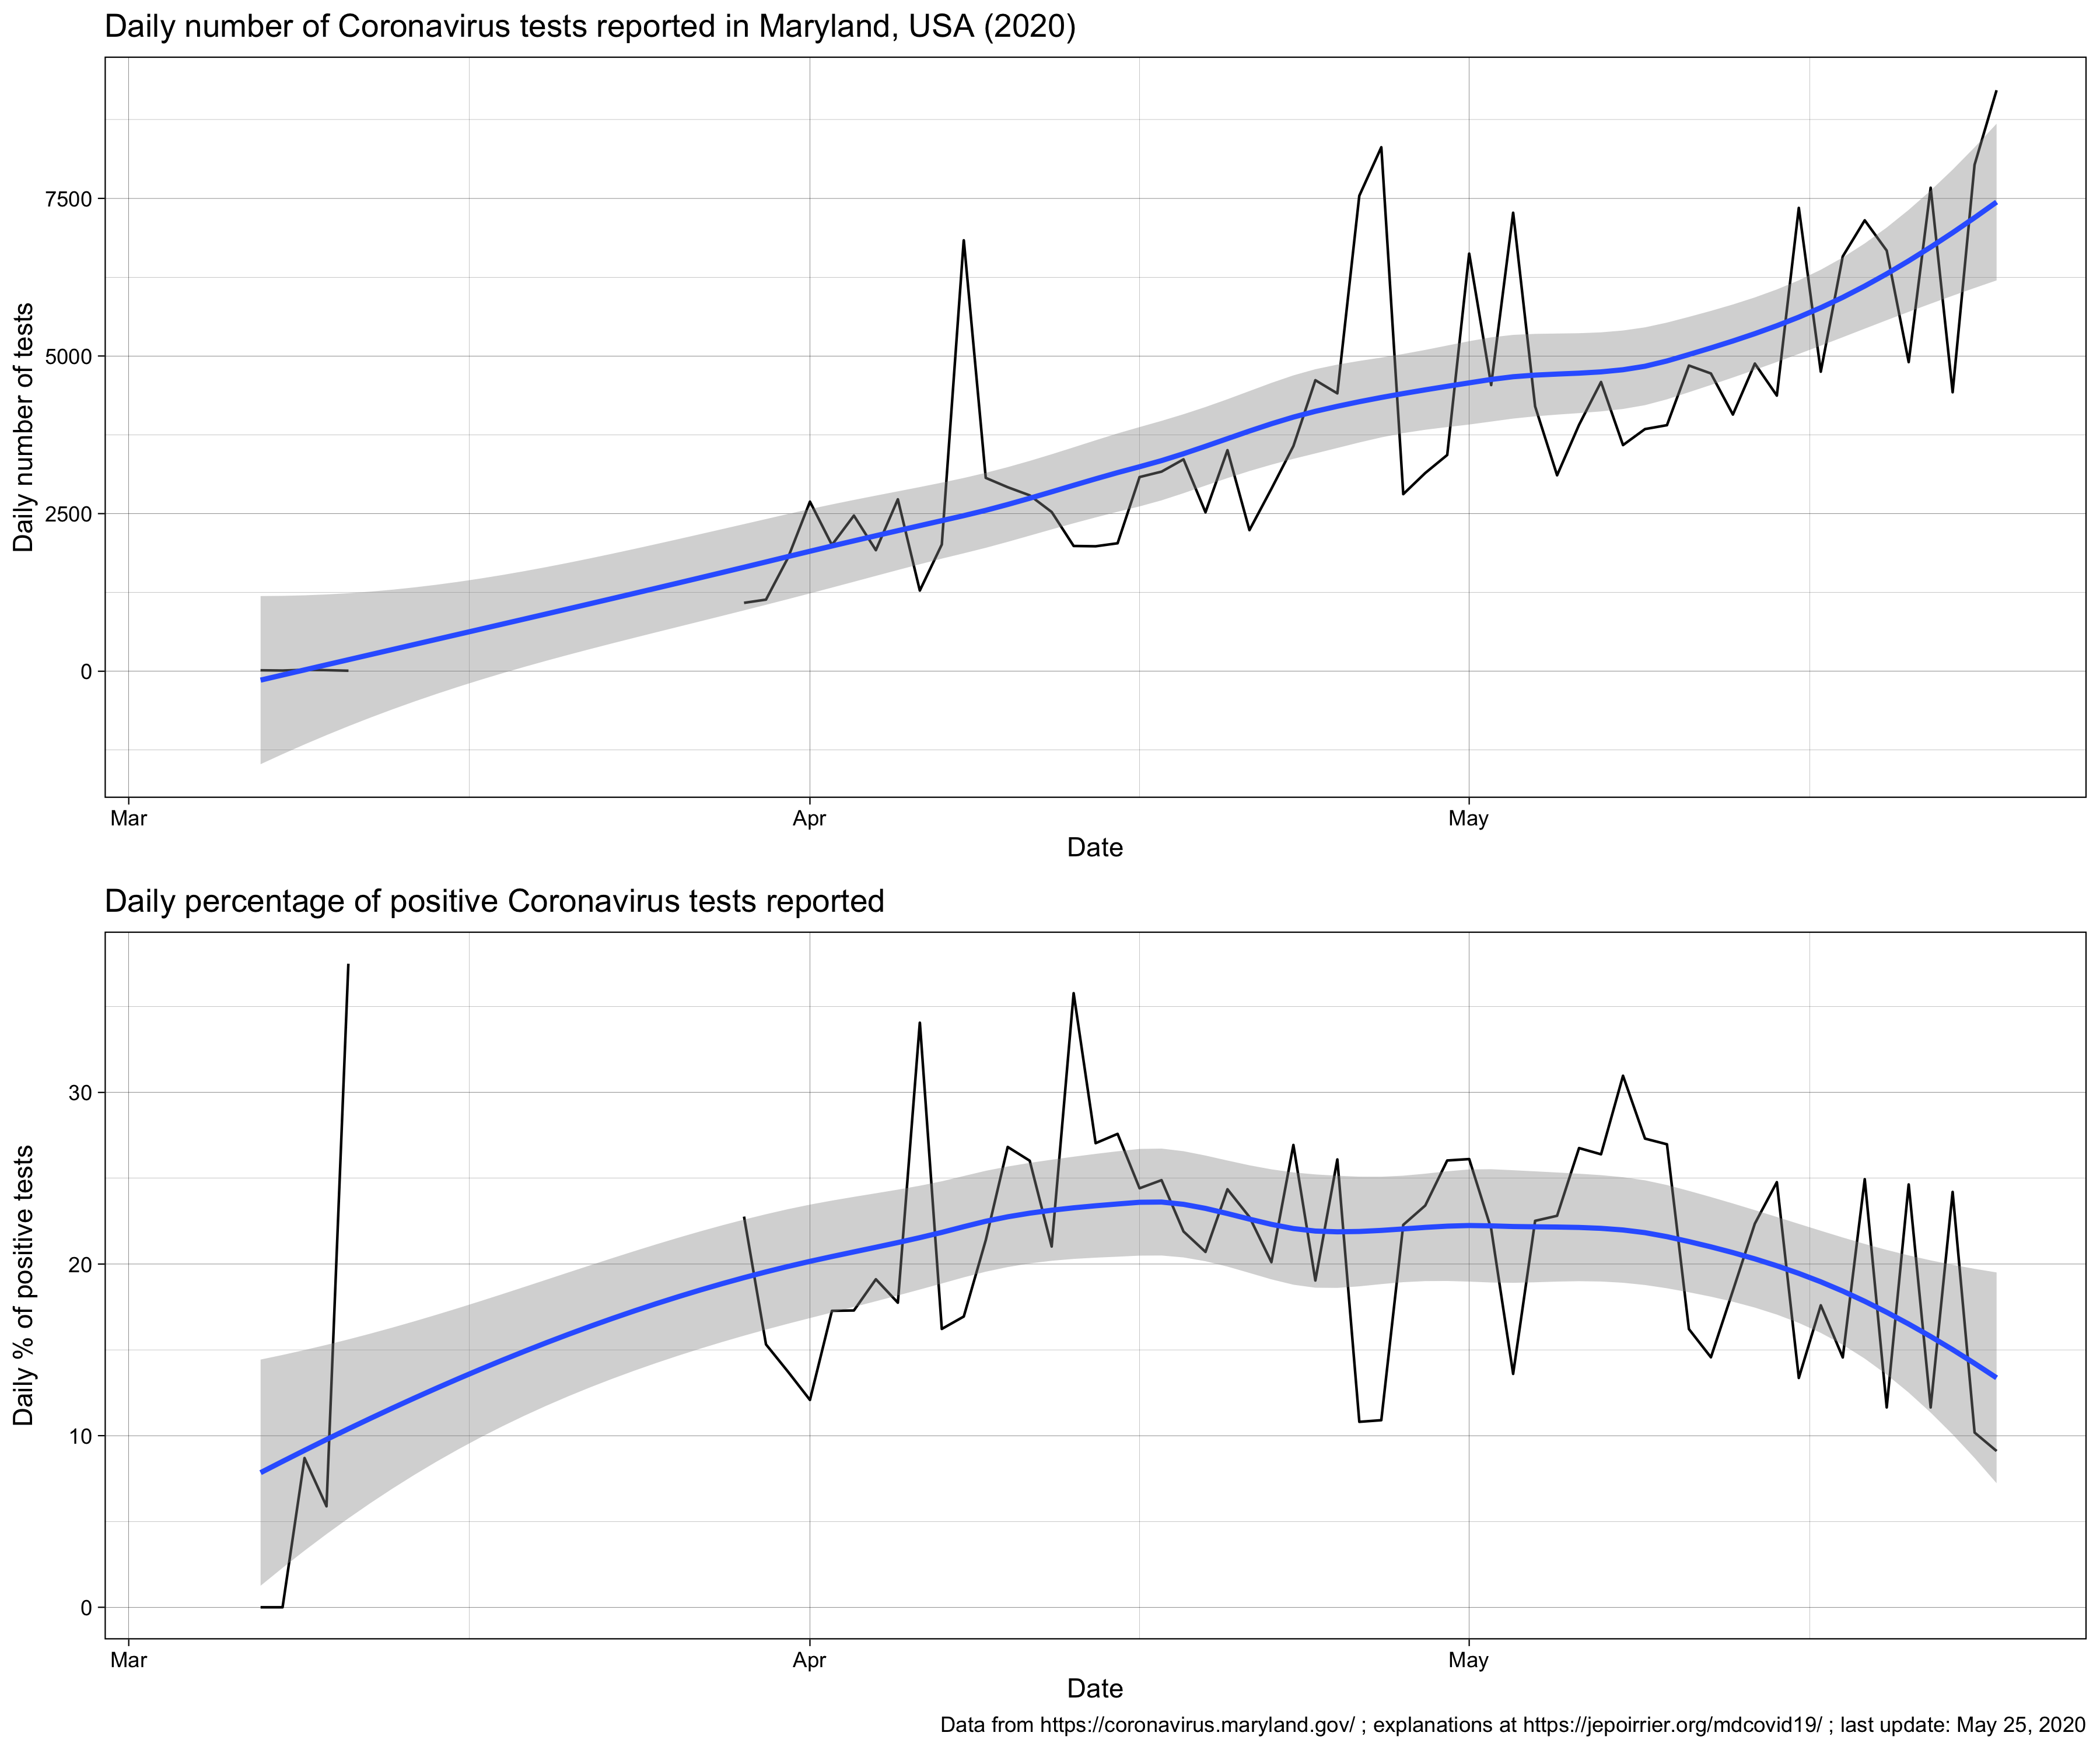 Daily number of Coronavirus tests reported in Maryland, USA (2020)
Daily number of tests
7500
5000
2500
0
Mar
Apr
May
Date
Daily percentage of positive Coronavirus tests reported
Daily % of positive tests
30
20
10
0
Mar
Apr
May
Date
Data from https://coronavirus.maryland.gov/ ; explanations at https://jepoirrier.org/mdcovid19/ ; last update: May 25, 2020